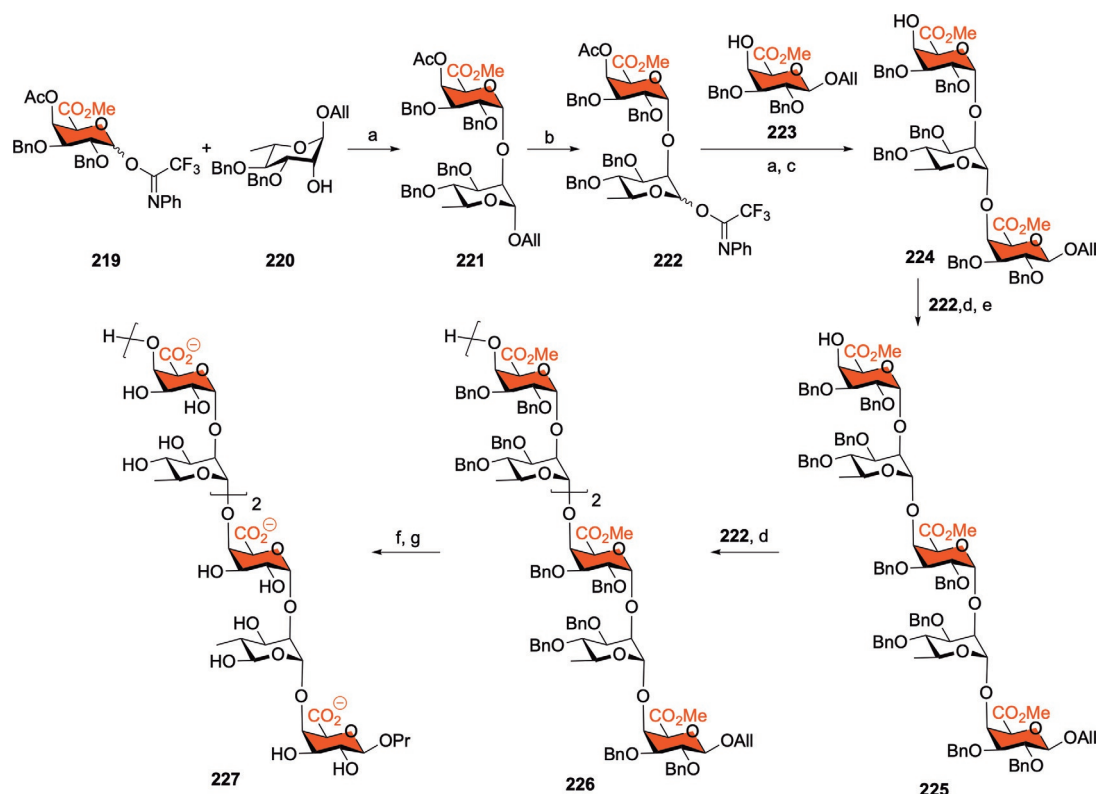 AcO
CO₂Me
O
BnO
BnO
O
CF₃
NPh
219
+
OAll
O
BnO
BnO
OH
220
a
AcO
CO₂Me
O
BnO
BnO
O
BnO
BnO
O
OAll
221
b
AcO
CO₂Me
O
BnO
BnO
O
BnO
BnO
O
O
CF₃
NPh
222
HO
CO₂Me
O
OAll
BnO
BnO
223
a, c
HO
CO₂Me
O
BnO
BnO
O
BnO
BnO
O
O
CO₂Me
O
OAll
BnO
BnO
224
222,d, e
HO
CO₂Me
O
BnO
BnO
O
BnO
BnO
O
O
CO₂Me
O
BnO
BnO
O
BnO
BnO
O
O
CO₂Me
O
OAll
BnO
BnO
225
222, d
H
O
CO₂Me
O
BnO
BnO
O
BnO
BnO
O
2
O
CO₂Me
O
BnO
BnO
O
BnO
BnO
O
O
CO₂Me
O
OAll
BnO
BnO
226
f, g
H
O
CO₂⊖
O
HO
HO
O
HO
HO
O
2
O
CO₂⊖
O
HO
HO
O
HO
HO
O
O
CO₂⊖
O
OPr
HO
HO
227